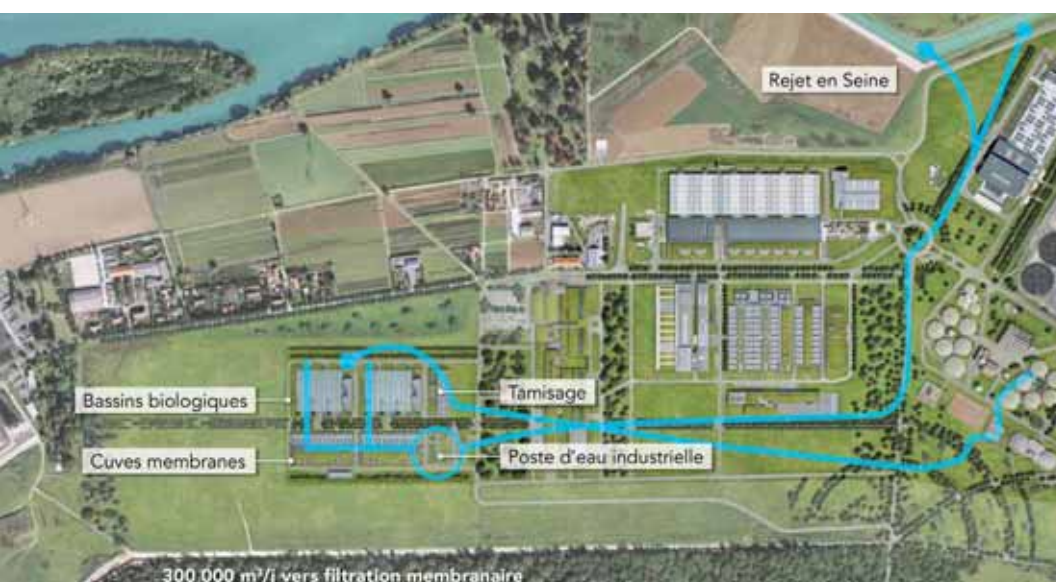 Rejet en Seine
Bassins biologiques
Tamisage
Cuves membranes
Poste d'eau industrielle
300 000 m³/j vers filtration membranaire